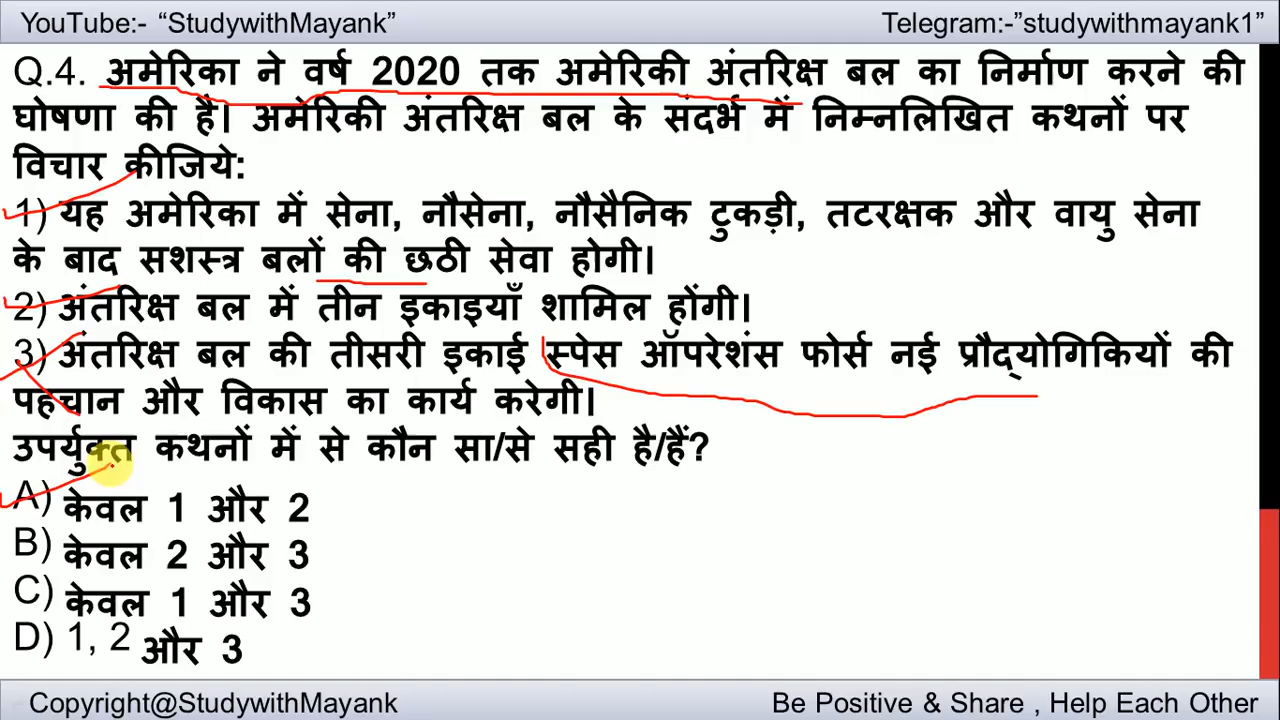 YouTube:- “StudywithMayank”
Telegram:-”studywithmayank1”
Q.4. अमेरिका ने वर्ष 2020 तक अमेरिकी अंतरिक्ष बल का निर्माण करने की
घोषणा की है। अमेरिकी अंतरिक्ष बल के संदर्भ में निम्नलिखित कथनों पर
विचार कीजिये:
1) यह अमेरिका में सेना, नौसेना, नौसैनिक टुकड़ी, तटरक्षक और वायु सेना
के बाद सशस्त्र बलों की छठी सेवा होगी।
2) अंतरिक्ष बल में तीन इकाइयाँ शामिल होंगी।
3) अंतरिक्ष बल की तीसरी इकाई स्पेस ऑपरेशंस फोर्स नई प्रौद्योगिकियों की
पहचान और विकास का कार्य करेगी।
उपर्युक्त कथनों में से कौन सा/से सही है/हैं?
A) केवल 1 और 2
B) केवल 2 और 3
C) केवल 1 और 3
D) 1, 2 और 3
Copyright@StudywithMayank
Be Positive & Share , Help Each Other